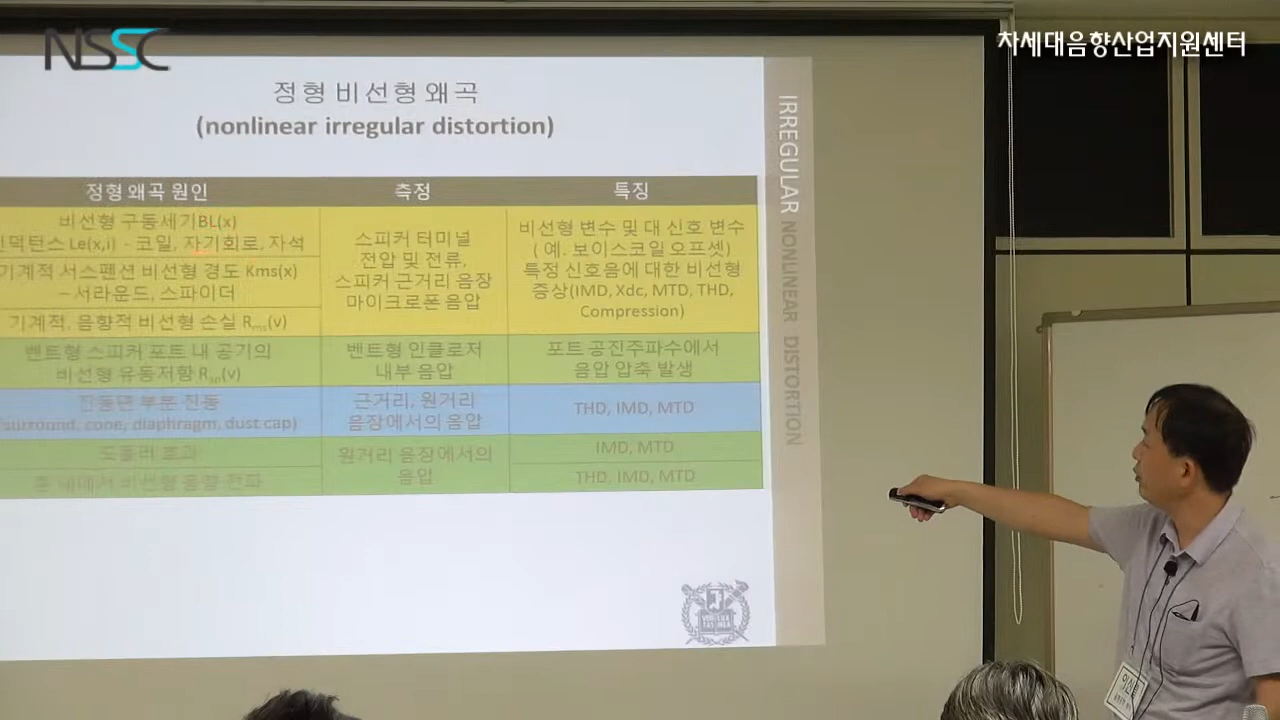 NSSC
차세대음향산업지원센터
정형 비선형 왜곡
(nonlinear irregular distortion)
IRREGULAR NONLINEAR DISTORTION
정형 왜곡 원인
측정
특징
비선형 구동세기BL(x)
Le(x,i) - 코일, 자기회로, 자석
기계적 서스펜션 비선형 경도 Kms(x)
– 서라운드, 스파이더
기계적, 음향적 비선형 손실 Rms(v)
스피커 터미널
전압 및 전류,
스피커 근거리 음장
마이크로폰 음압
비선형 변수 및 대 신호 변수
( 예. 보이스코일 오프셋)
특정 신호음에 대한 비선형
증상(IMD, Xdc, MTD, THD,
Compression)
벤트형 스피커 포트 내 공기의
비선형 유동저항 Rap(v)
벤트형 인클로저
내부 음압
포트 공진주파수에서
음압 압축 발생
진동판 부분 진동
(surround, cone, diaphragm, dust cap)
근거리, 원거리
음장에서의 음압
THD, IMD, MTD
도플러 효과
원거리 음장에서의
음압
IMD, MTD
비선형 음향 전파
THD, IMD, MTD